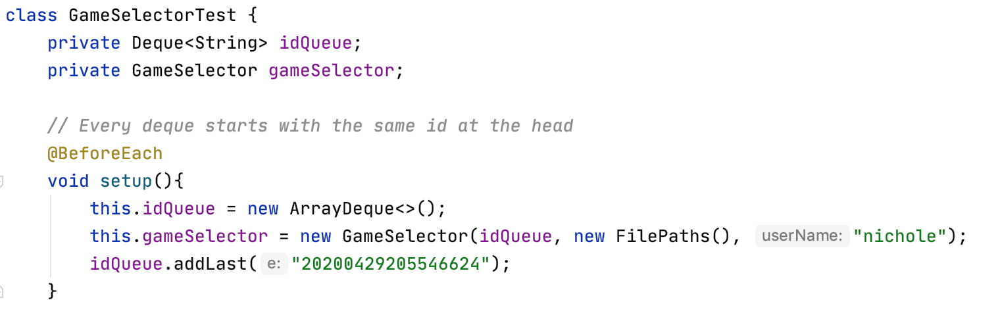 class GameSelectorTest {
private Deque<String> idQueue;
private GameSelector gameSelector;
// Every deque starts with the same id at the head
@BeforeEach
void setup(){
this.idQueue = new ArrayDeque<>();
this.gameSelector = new GameSelector(idQueue, new FilePaths(), userName: "nichole");
idQueue.addLast( e: "20200429205546624");
}